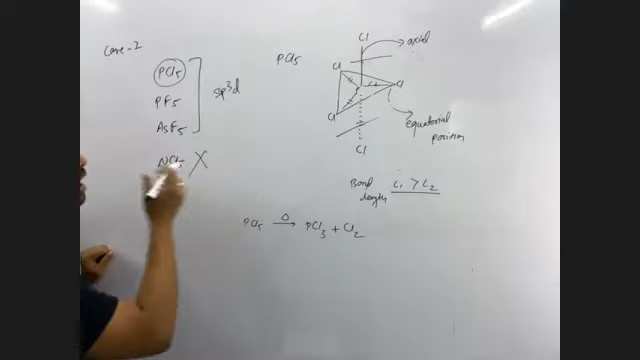 Case-2
PCl5
PF5
AsF5
NCl5
sp3d
PCl5
Cl
axial
Cl
Cl
L2
Cl
Cl
equatorial
position
Bond
length
L1 > L2
PCl5 Δ→ PCl3 + Cl2